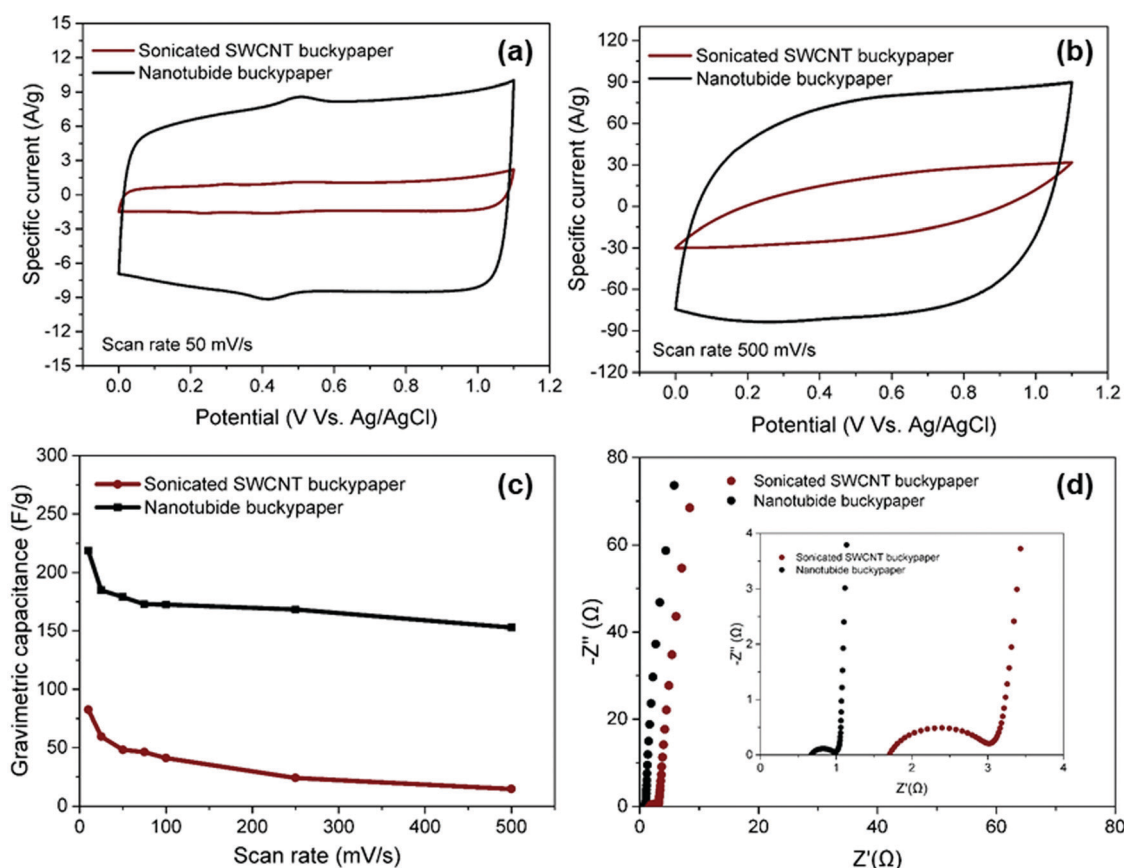 (a)
Sonicated SWCNT buckypaper
Nanotubide buckypaper
Specific current (A/g)
15
12
9
6
3
0
-3
-6
-9
-12
-15
Scan rate 50 mV/s
0.0 0.2 0.4 0.6 0.8 1.0 1.2
Potential (V Vs. Ag/AgCl)
(b)
Sonicated SWCNT buckypaper
Nanotubide buckypaper
Specific current (A/g)
120
90
60
30
0
-30
-60
-90
-120
Scan rate 500 mV/s
0.0 0.2 0.4 0.6 0.8 1.0 1.2
Potential (V Vs. Ag/AgCl)
(c)
Sonicated SWCNT buckypaper
Nanotubide buckypaper
Gravimetric capacitance (F/g)
300
250
200
150
100
50
0
0 100 200 300 400 500
Scan rate (mV/s)
(d)
Sonicated SWCNT buckypaper
Nanotubide buckypaper
-Z'' (Ω)
80
60
40
20
0
0 20 40 60 80
Z'(Ω)
Sonicated SWCNT buckypaper
Nanotubide buckypaper
-Z'' (Ω)
4
3
2
1
0
0 1 2 3 4
Z'(Ω)